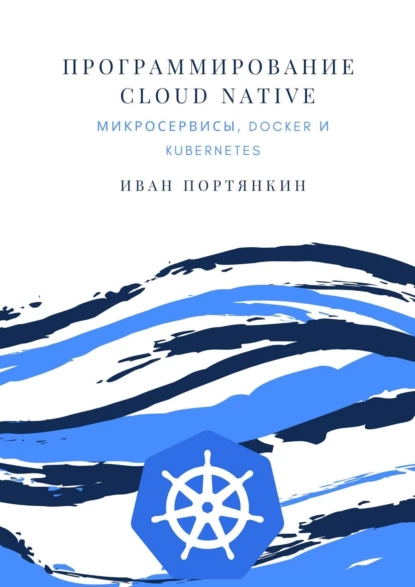 ПРОГРАММИРОВАНИЕ
CLOUD NATIVE
МИКРОСЕРВИСЫ, DOCKER И
KUBERNETES
ИВАН ПОРТЯНКИН